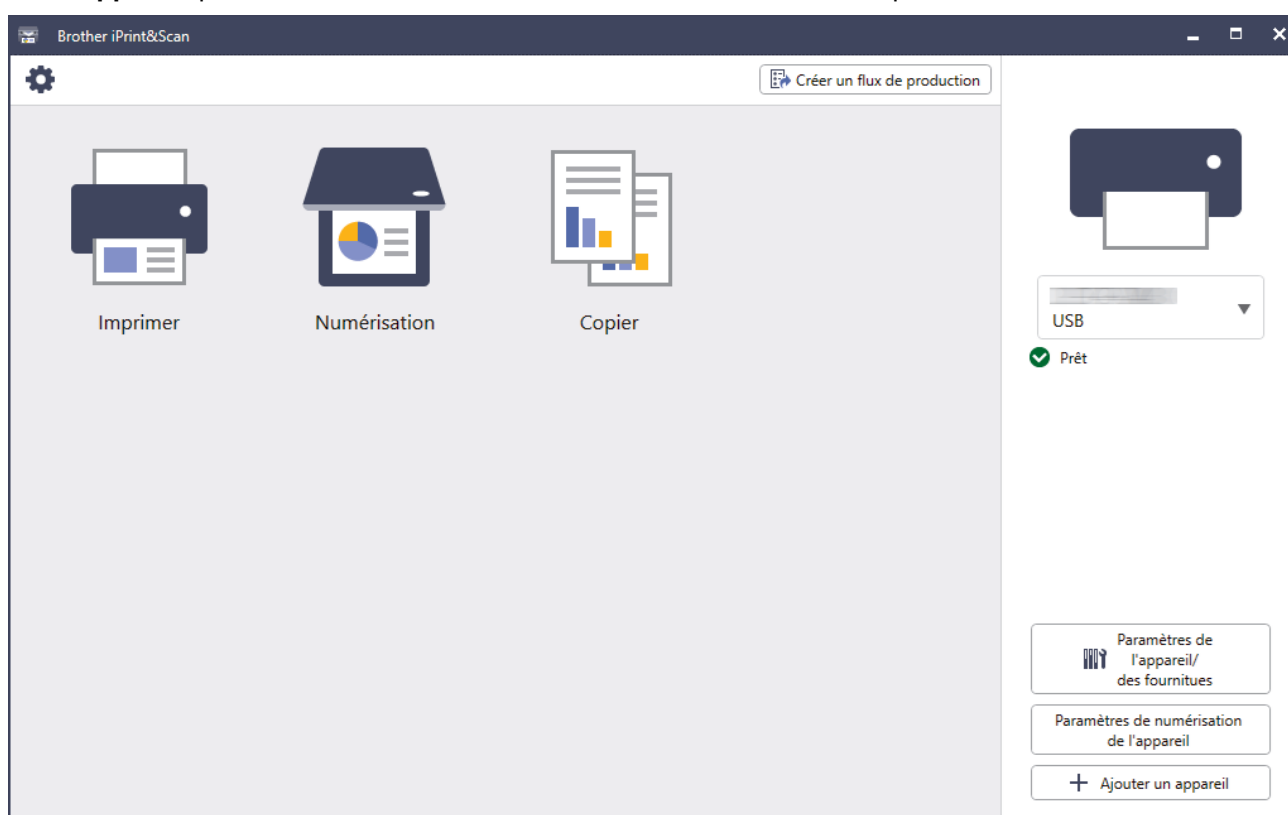 Brother iPrint&Scan
Créer un flux de production
Imprimer
Numérisation
Copier
USB
Prêt
Paramètres de
l'appareil/
des fournitues
Paramètres de numérisation
de l'appareil
Ajouter un appareil